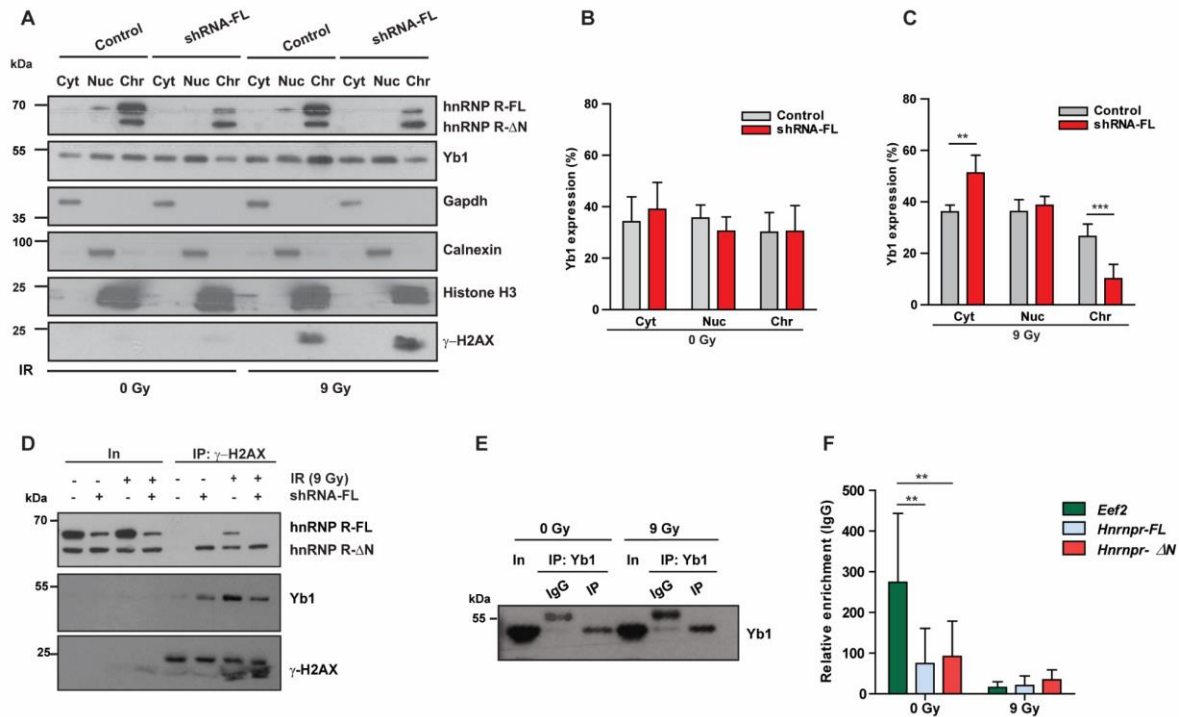 A
Control shRNA-FL Control shRNA-FL
kDa
Cyt Nuc Chr Cyt Nuc Chr Cyt Nuc Chr Cyt Nuc Chr
70
hnRNP R-FL
hnRNP R-ΔN
55
Yb1
Gapdh
35
100
Calnexin
25
Histone H3
25
γ-H2AX
IR
0 Gy 9 Gy
B
Yb1 expression (%)
80
60
40
20
0
Control
shRNA-FL
Cyt Nuc Chr
0 Gy
C
Yb1 expression (%)
80
60
40
20
0
Control
shRNA-FL
** ***
Cyt Nuc Chr
9 Gy
D
In IP: γ-H2AX
- - + + - - + + IR (9 Gy)
- + - + - + - + shRNA-FL
kDa
70
hnRNP R-FL
hnRNP R-ΔN
55
Yb1
25
γ-H2AX
E
0 Gy 9 Gy
In IP: Yb1 In IP: Yb1
IgG IP IgG IP
kDa
55
Yb1
F
Relative enrichment (IgG)
500
400
300
200
100
0
**
**
Eef2
Hnrnpr-FL
Hnrnpr- ΔN
0 Gy 9 Gy